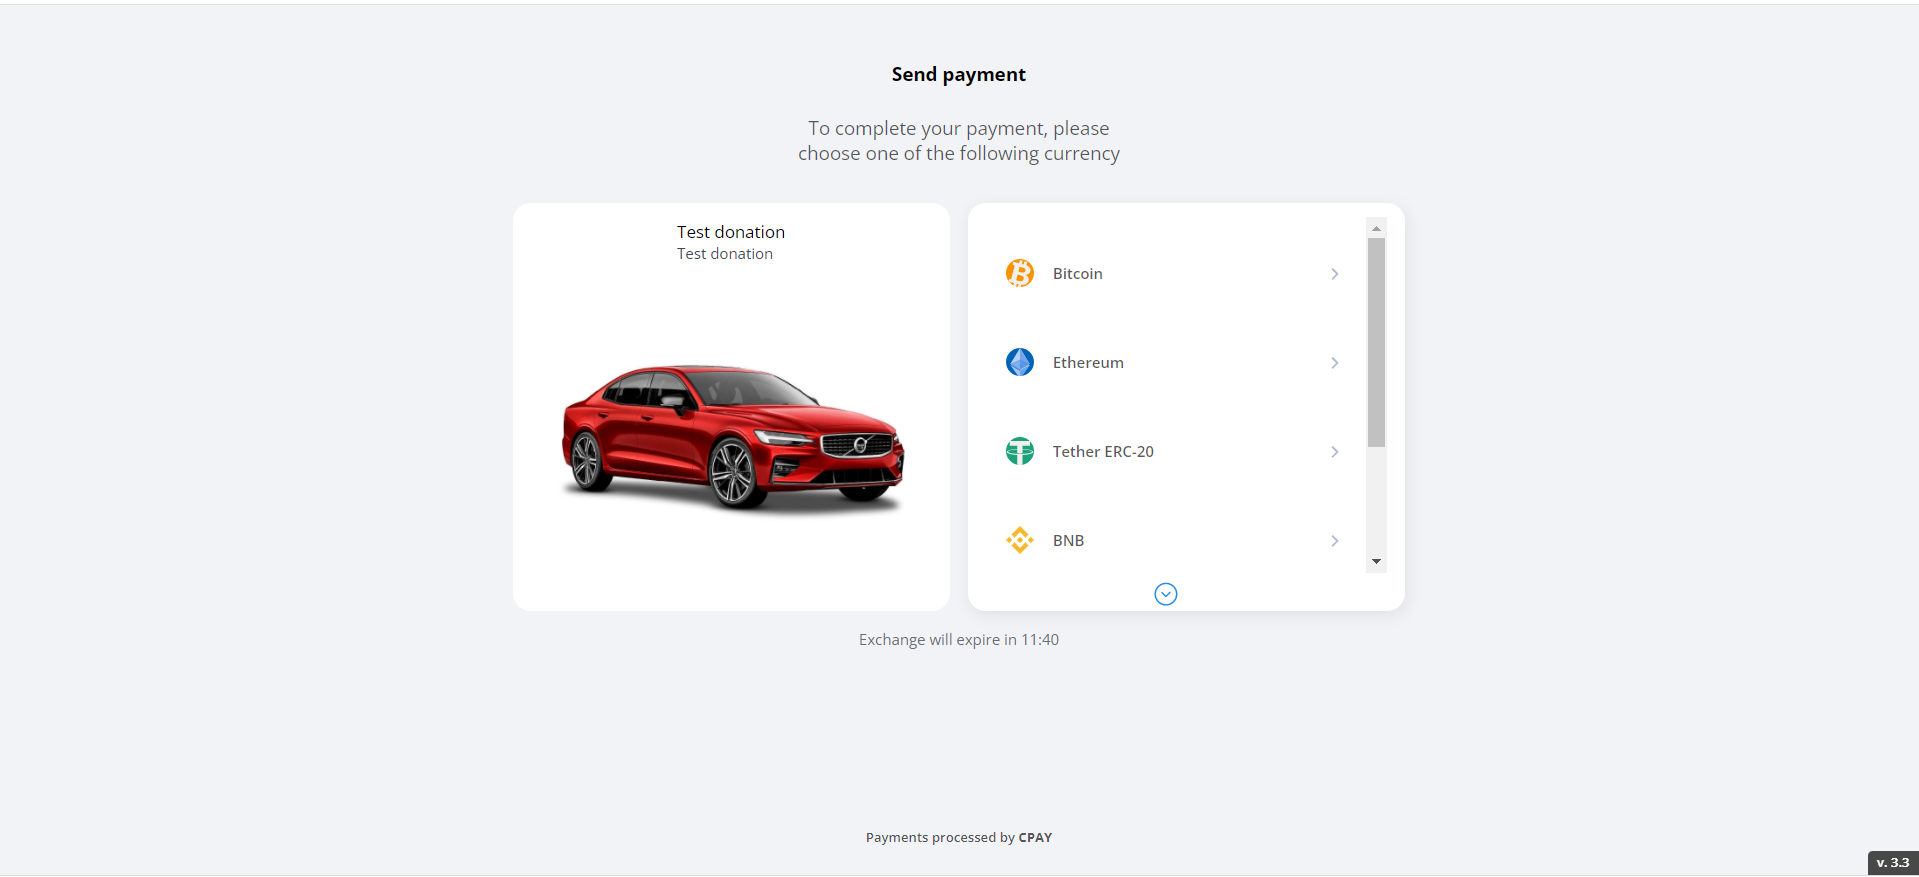 Send payment
To complete your payment, please
choose one of the following currency
Test donation
Test donation
Bitcoin
Ethereum
Tether ERC-20
BNB
Exchange will expire in 11:40
Payments processed by CPAY
v. 3.3